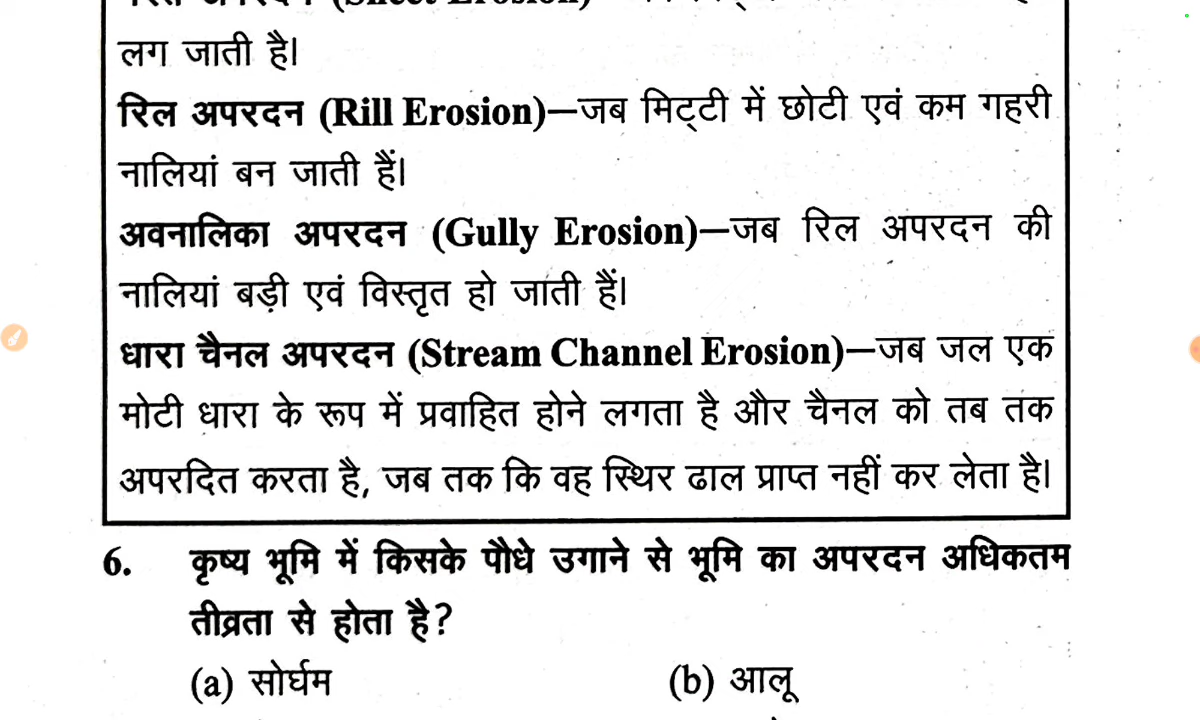 लग जाती है।
रिल अपरदन (Rill Erosion)—जब मिट्टी में छोटी एवं कम गहरी
नालियां बन जाती हैं।
अवनालिका अपरदन (Gully Erosion)—जब रिल अपरदन की
नालियां बड़ी एवं विस्तृत हो जाती हैं।
धारा चैनल अपरदन (Stream Channel Erosion)—जब जल एक
मोटी धारा के रूप में प्रवाहित होने लगता है और चैनल को तब तक
अपरदित करता है, जब तक कि वह स्थिर ढाल प्राप्त नहीं कर लेता है।
6. कृष्य भूमि में किसके पौधे उगाने से भूमि का अपरदन अधिकतम
तीव्रता से होता है?
(a) सोर्घम (b) आलू